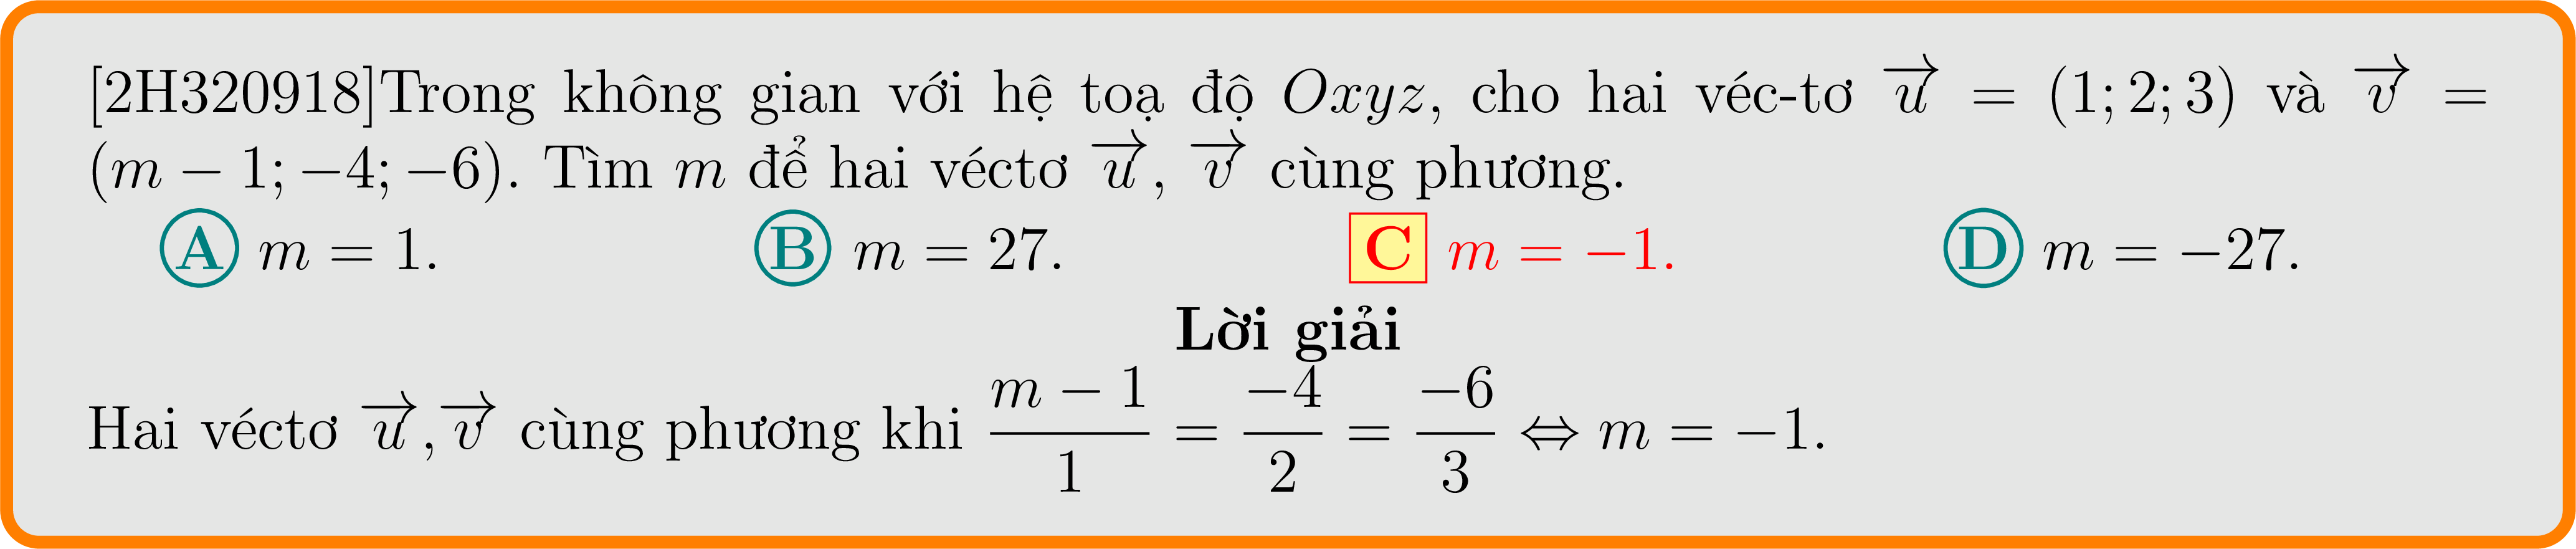 [2H320918]Trong không gian với hệ toạ độ Oxyz, cho hai véc-tơ $\overrightarrow{u}$ = (1; 2; 3) và $\overrightarrow{v}$ =
(m − 1; −4; −6). Tìm m để hai véctơ $\overrightarrow{u}$, $\overrightarrow{v}$ cùng phương.
A m = 1. B m = 27. C m = −1. D m = −27.
Lời giải
Hai véctơ $\overrightarrow{u}$, $\overrightarrow{v}$ cùng phương khi $\frac{m-1}{1} = \frac{-4}{2} = \frac{-6}{3}$ ⇔ m = −1.